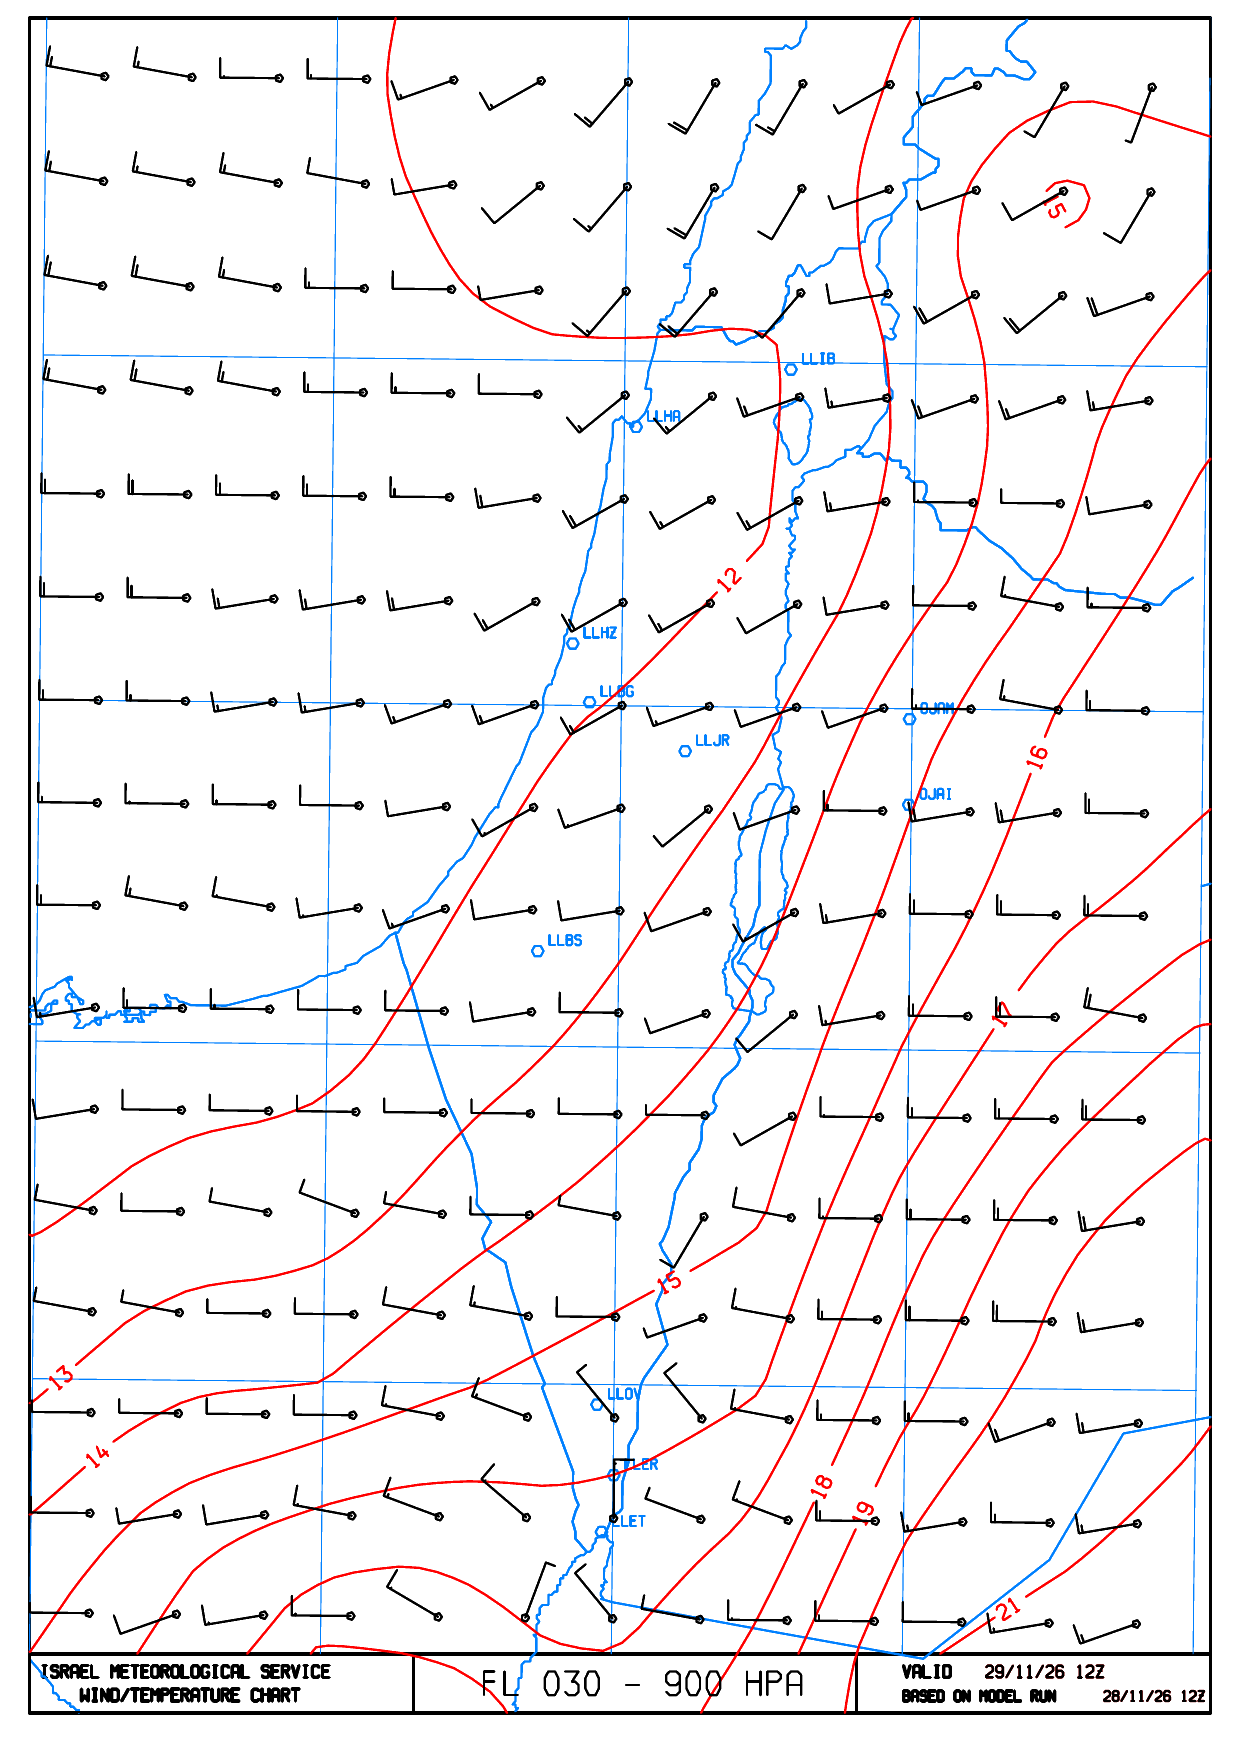 15
LLIB
LLHA
12
LLHZ
LLBG
OJAM
LLJR
16
OJAI
LLBS
17
15
13
LLOV
14
LLER
18
19
LLET
21
ISRAEL METEOROLOGICAL SERVICE
WIND/TEMPERATURE CHART
FL 030 - 900 HPA
VALID 29/11/26 12Z
BASED ON MODEL RUN 28/11/26 12Z